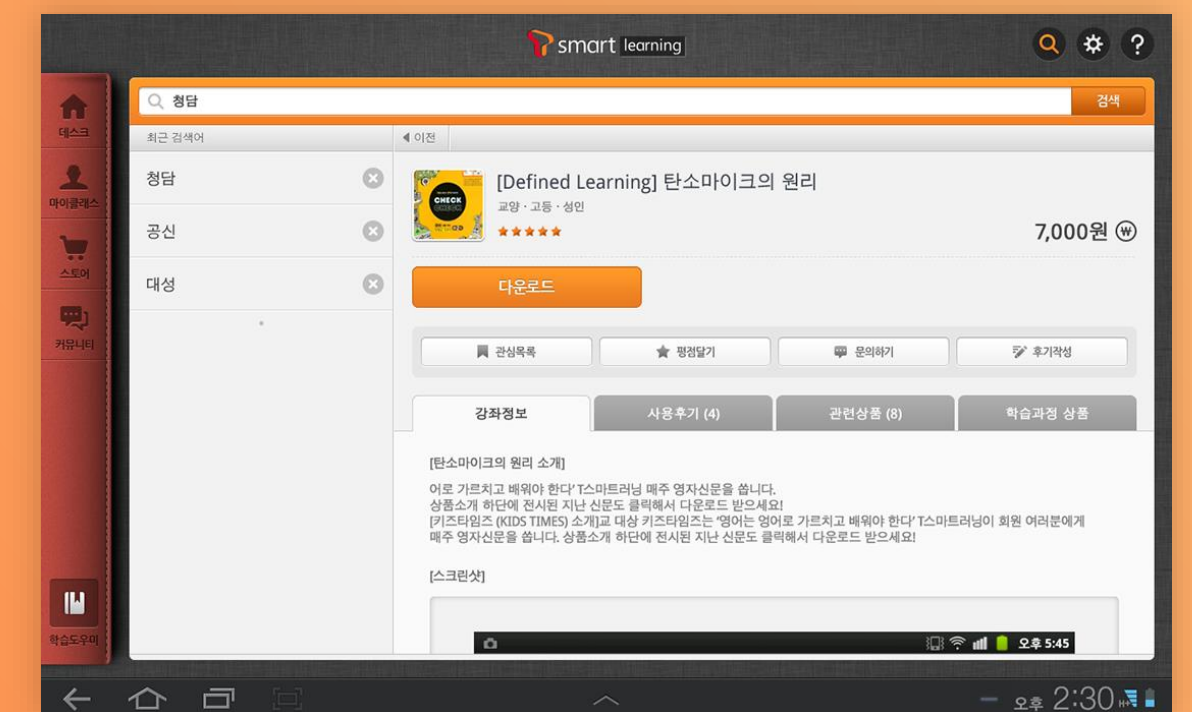 smart learning
청담
검색
데스크
마이클래스
스토어
커뮤니티
학습도우미
최근 검색어
청담
공신
대성
이전
CHECK
[Defined Learning] 탄소마이크의 원리
교양 · 고등 · 성인
7,000원
다운로드
관심목록
평점달기
문의하기
후기작성
강좌정보
사용후기 (4)
관련상품 (8)
학습과정 상품
[탄소마이크의 원리 소개]
어로 가르치고 배워야 한다’ T스마트러닝 매주 영자신문을 쏩니다.
상품소개 하단에 전시된 지난 신문도 클릭해서 다운로드 받으세요!
[키즈타임즈 (KIDS TIMES) 소개]교 대상 키즈타임즈는 ‘영어는 엉어로 가르치고 배워야 한다’ T스마트러닝이 회원 여러분에게
매주 영자신문을 쏩니다. 상품소개 하단에 전시된 지난 신문도 클릭해서 다운로드 받으세요!
[스크린샷]
오후 5:45
오후 2:30